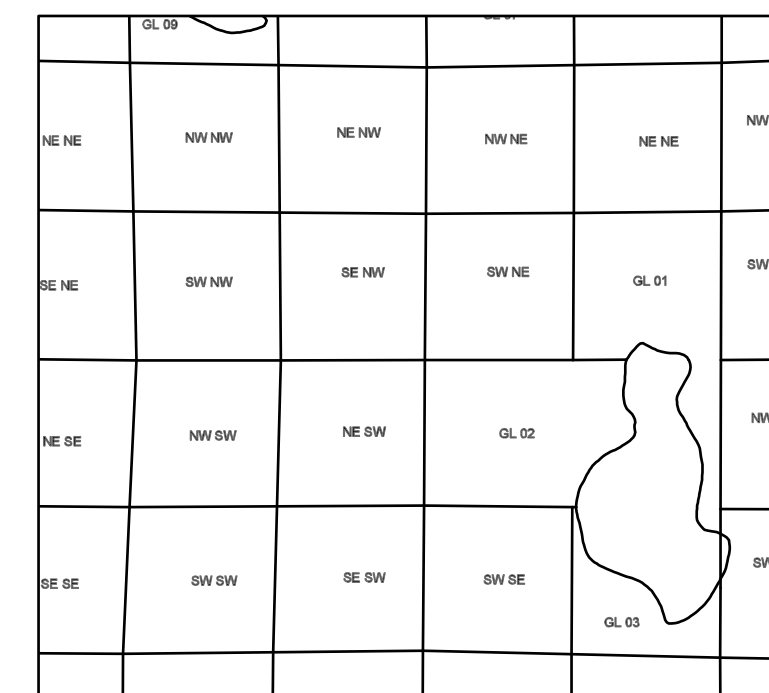 GL 09
NE NE
NW NW
NE NW
NW NE
NE NE
NW
SE NE
SW NW
SE NW
SW NE
GL 01
SW
NE SE
NW SW
NE SW
GL 02
NW
SE SE
SW SW
SE SW
SW SE
GL 03
SW